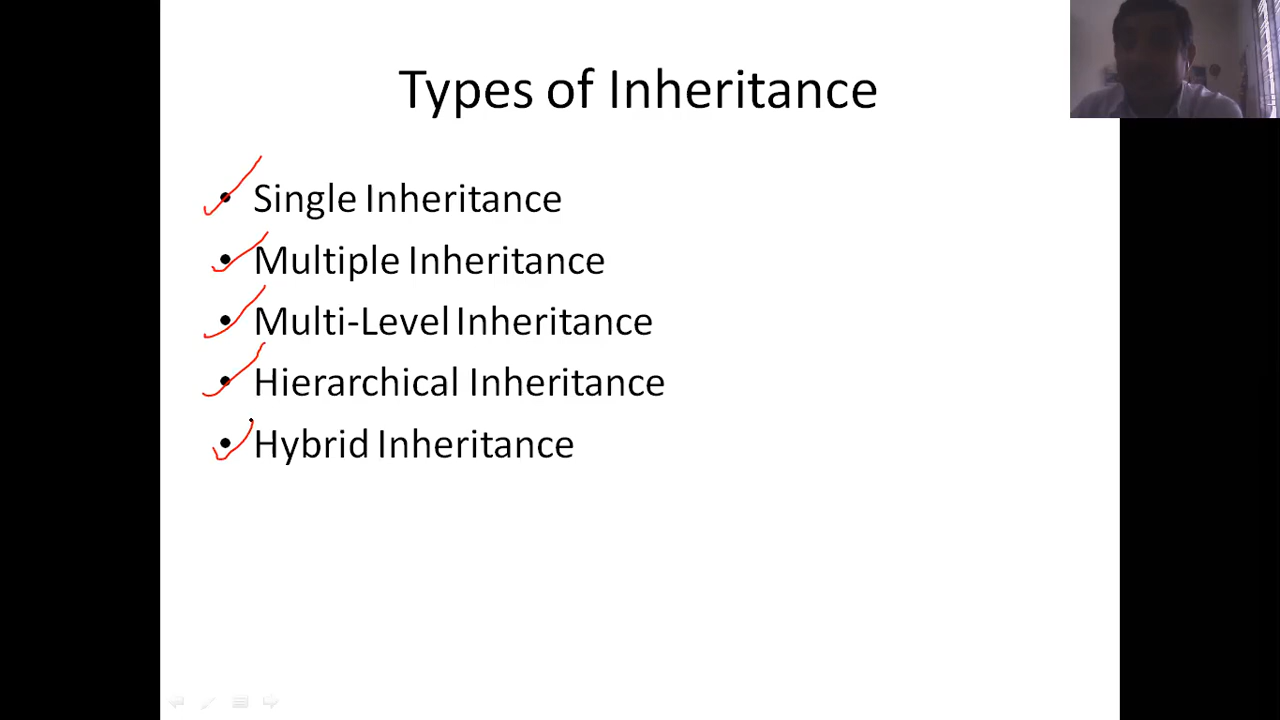 Types of Inheritance
• Single Inheritance
• Multiple Inheritance
• Multi-Level Inheritance
• Hierarchical Inheritance
• Hybrid Inheritance